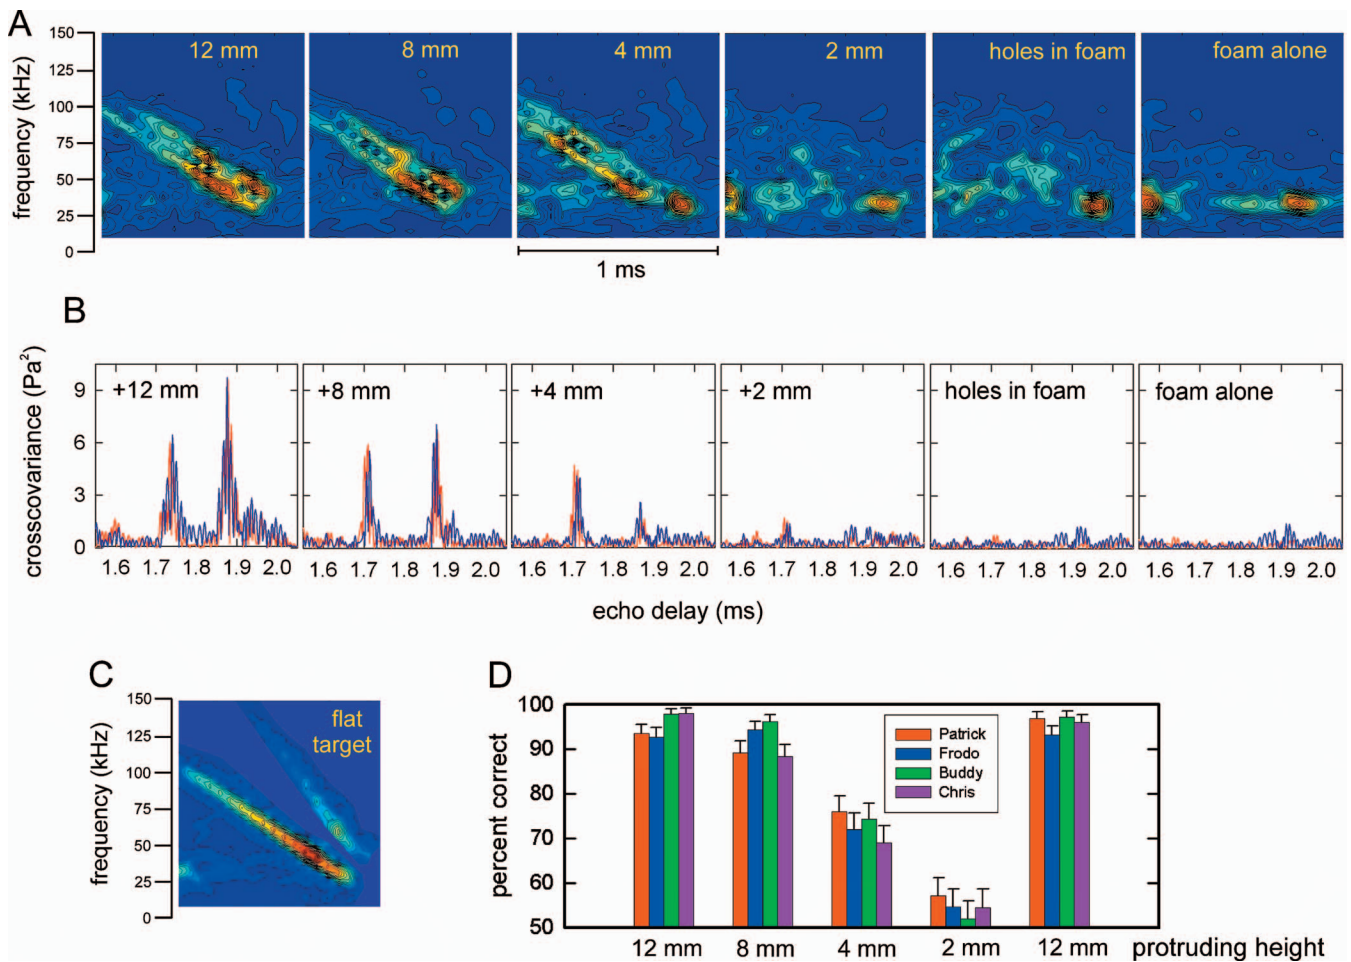 A
frequency (kHz)
150
125
100
75
50
25
0
12 mm
8 mm
4 mm
2 mm
holes in foam
foam alone
1 ms
B
crosscovariance (Pa²)
9
6
3
0
+12 mm
+8 mm
+4 mm
+2 mm
holes in foam
foam alone
1.6 1.7 1.8 1.9 2.0
1.6 1.7 1.8 1.9 2.0
1.6 1.7 1.8 1.9 2.0
1.6 1.7 1.8 1.9 2.0
1.6 1.7 1.8 1.9 2.0
1.6 1.7 1.8 1.9 2.0
echo delay (ms)
C
frequency (kHz)
150
125
100
75
50
25
0
flat
target
D
percent correct
100
90
80
70
60
50
Patrick
Frodo
Buddy
Chris
12 mm 8 mm 4 mm 2 mm 12 mm protruding height